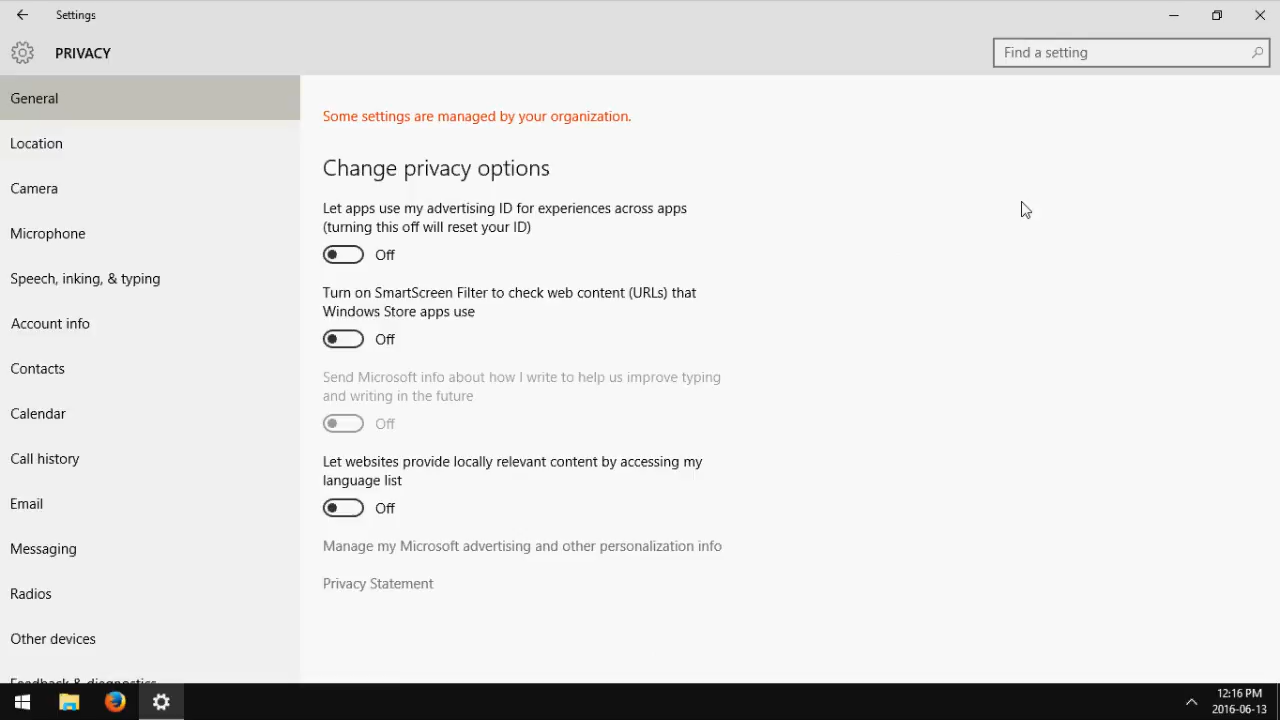 Settings
PRIVACY
Find a setting
General
Location
Camera
Microphone
Speech, inking, & typing
Account info
Contacts
Calendar
Call history
Email
Messaging
Radios
Other devices
Feedback & diagnostics
Some settings are managed by your organization.
Change privacy options
Let apps use my advertising ID for experiences across apps
(turning this off will reset your ID)
Off
Turn on SmartScreen Filter to check web content (URLs) that
Windows Store apps use
Off
Send Microsoft info about how I write to help us improve typing
and writing in the future
Off
Let websites provide locally relevant content by accessing my
language list
Off
Manage my Microsoft advertising and other personalization info
Privacy Statement
12:16 PM
2016-06-13